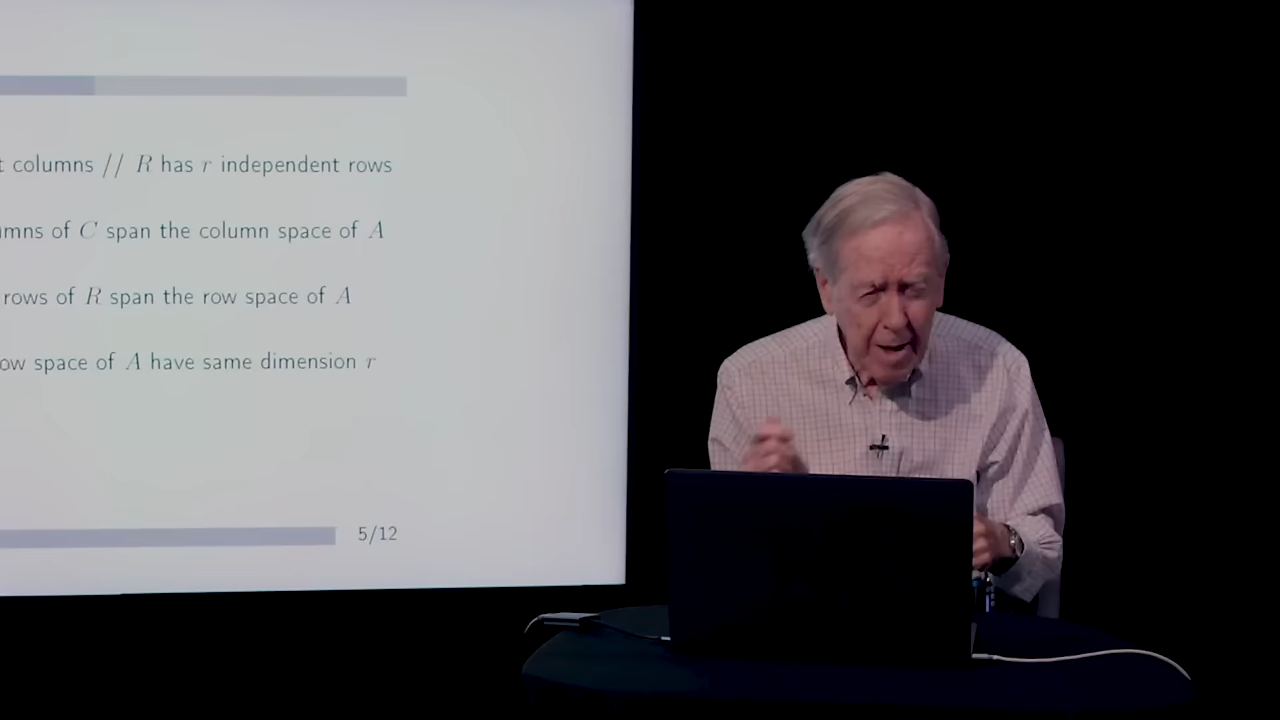 columns // R has r independent rows
of C span the column space of A
rows of R span the row space of A
space of A have same dimension r
5/12